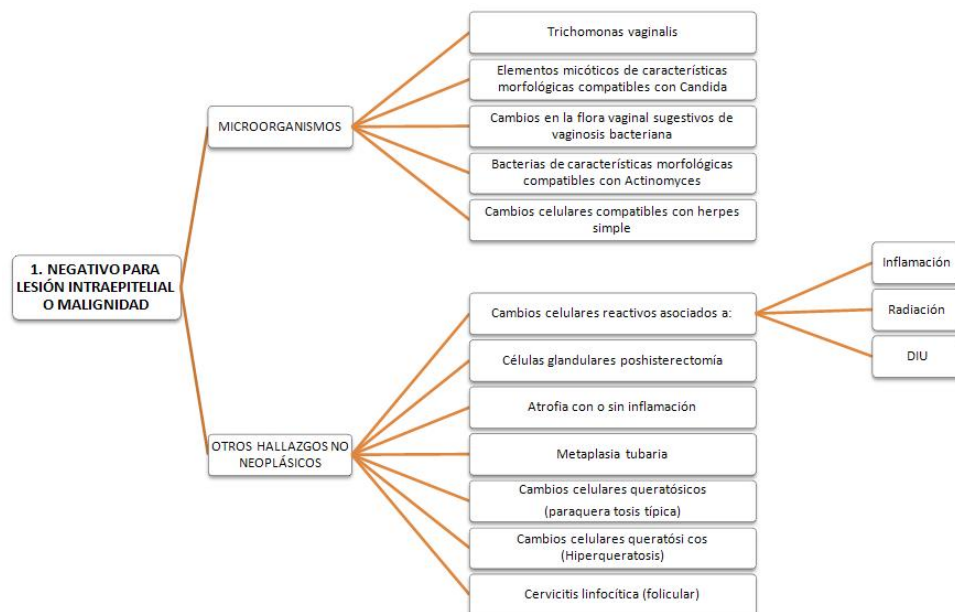 1. NEGATIVO PARA
LESIÓN INTRAEPITELIAL
O MALIGNIDAD
MICROORGANISMOS
Trichomonas vaginalis
Elementos micóticos de características
morfológicas compatibles con Candida
Cambios en la flora vaginal sugestivos de
vaginosis bacteriana
Bacterias de características morfológicas
compatibles con Actinomyces
Cambios celulares compatibles con herpes
simple
OTROS HALLAZGOS NO
NEOPLÁSICOS
Cambios celulares reactivos asociados a:
Inflamación
Radiación
DIU
Células glandulares poshisterectomía
Atrofia con o sin inflamación
Metaplasia tubaria
Cambios celulares queratósicos
(paraquera tosis típica)
Cambios celulares queratósi cos
(Hiperqueratosis)
Cervicitis linfocítica (folicular)